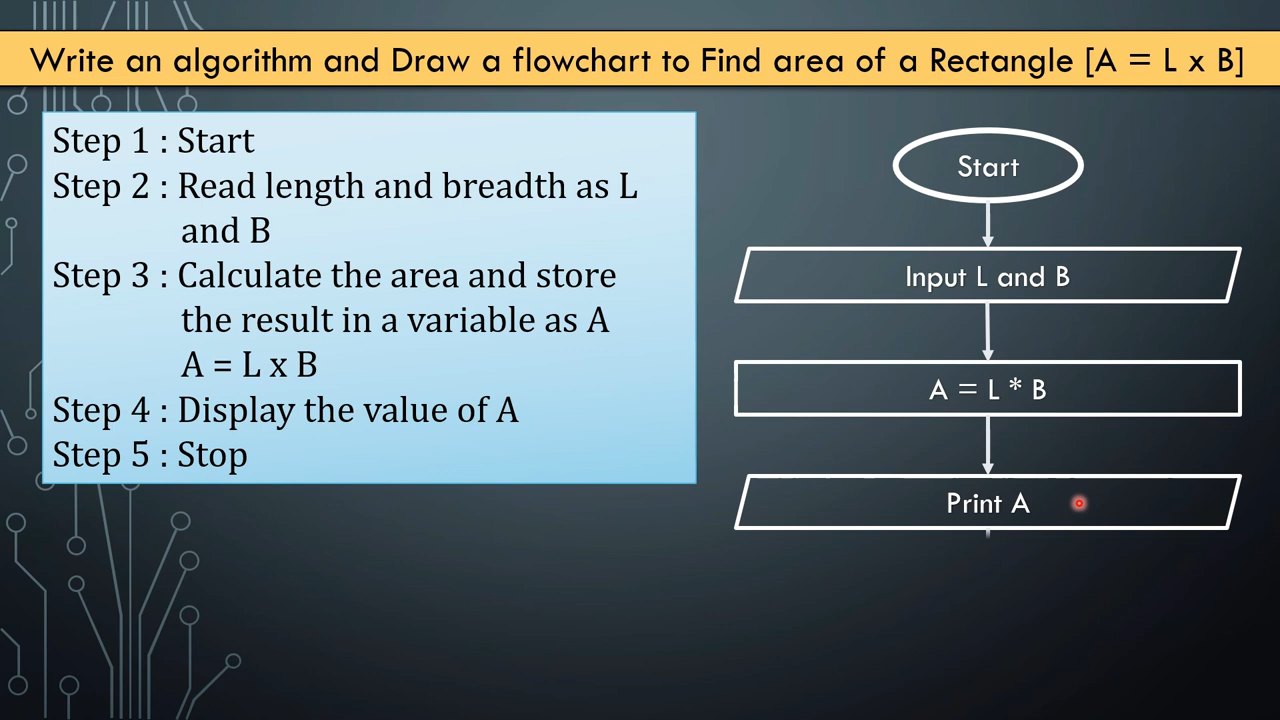 Write an algorithm and Draw a flowchart to Find area of a Rectangle [A = L x B]
Step 1 : Start
Step 2 : Read length and breadth as L
and B
Step 3 : Calculate the area and store
the result in a variable as A
A = L x B
Step 4 : Display the value of A
Step 5 : Stop
Start
Input L and B
A = L * B
Print A